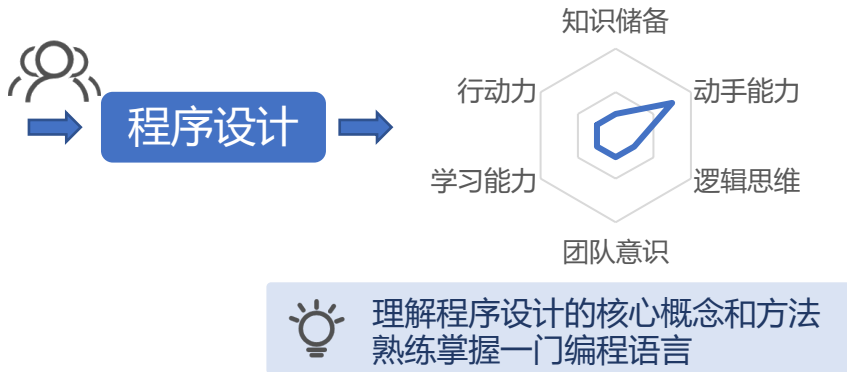 知识储备
行动力
动手能力
程序设计
学习能力
逻辑思维
团队意识
理解程序设计的核心概念和方法
熟练掌握一门编程语言